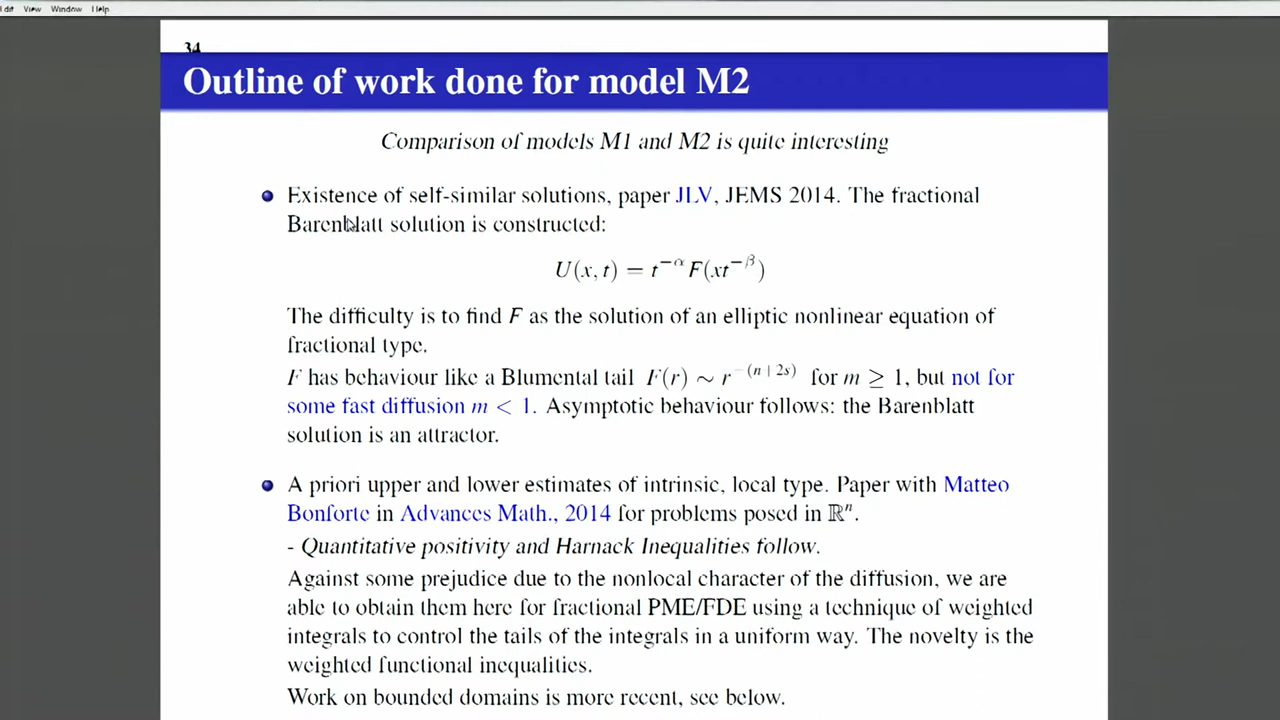 dit View Window Help
34
Outline of work done for model M2
Comparison of models M1 and M2 is quite interesting
Existence of self-similar solutions, paper JLV, JEMS 2014. The fractional
Barenblatt solution is constructed:
U(x, t) = t^{−α} F(xt^{−β})
The difficulty is to find F as the solution of an elliptic nonlinear equation of
fractional type.
F has behaviour like a Blumental tail F(r) ∼ r^{−(n+2s)} for m ≥ 1, but not for
some fast diffusion m < 1. Asymptotic behaviour follows: the Barenblatt
solution is an attractor.
A priori upper and lower estimates of intrinsic, local type. Paper with Matteo
Bonforte in Advances Math., 2014 for problems posed in ℝⁿ.
- Quantitative positivity and Harnack Inequalities follow.
Against some prejudice due to the nonlocal character of the diffusion, we are
able to obtain them here for fractional PME/FDE using a technique of weighted
integrals to control the tails of the integrals in a uniform way. The novelty is the
weighted functional inequalities.
Work on bounded domains is more recent, see below.